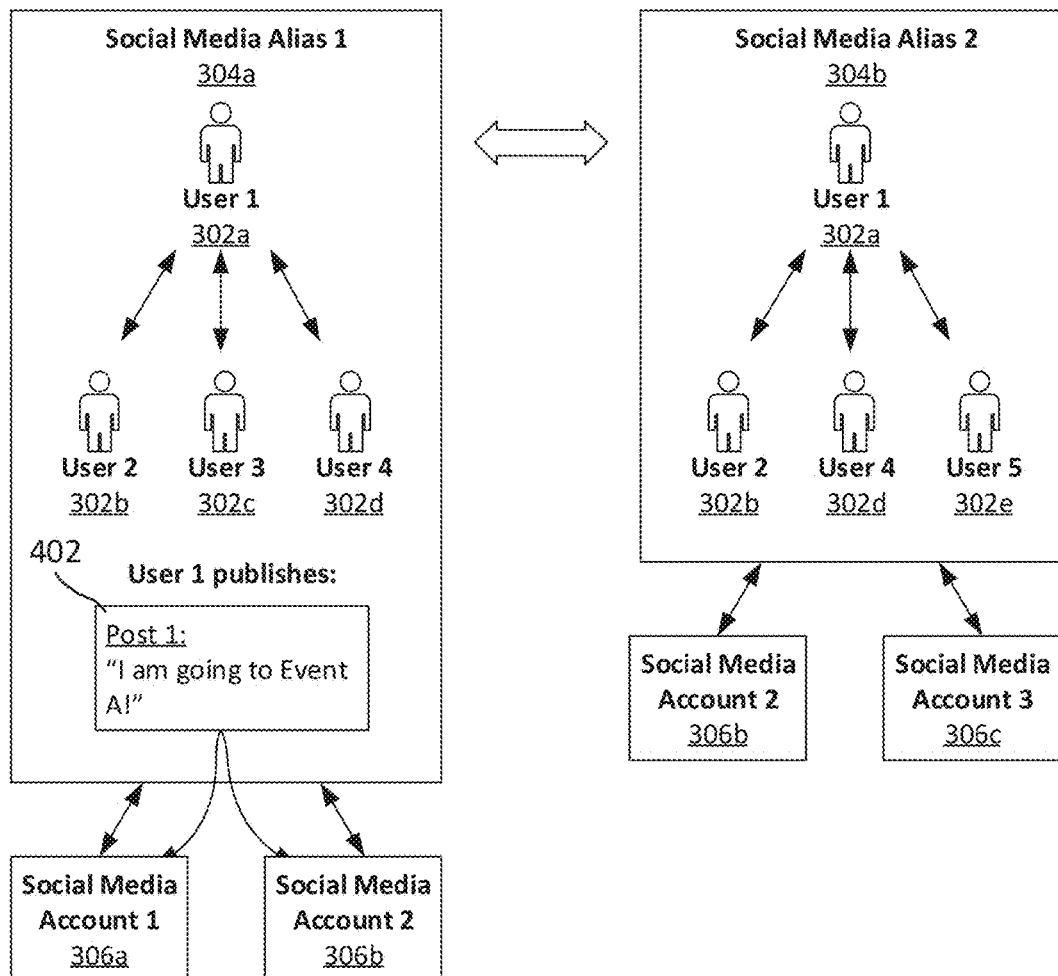 Social Media Alias 1
304a
User 1
302a
User 2
302b
User 3
302c
User 4
302d
402
User 1 publishes:
Post 1:
“I am going to Event
A!”
Social Media
Account 1
306a
Social Media
Account 2
306b
Social Media Alias 2
304b
User 1
302a
User 2
302b
User 4
302d
User 5
302e
Social Media
Account 2
306b
Social Media
Account 3
306c